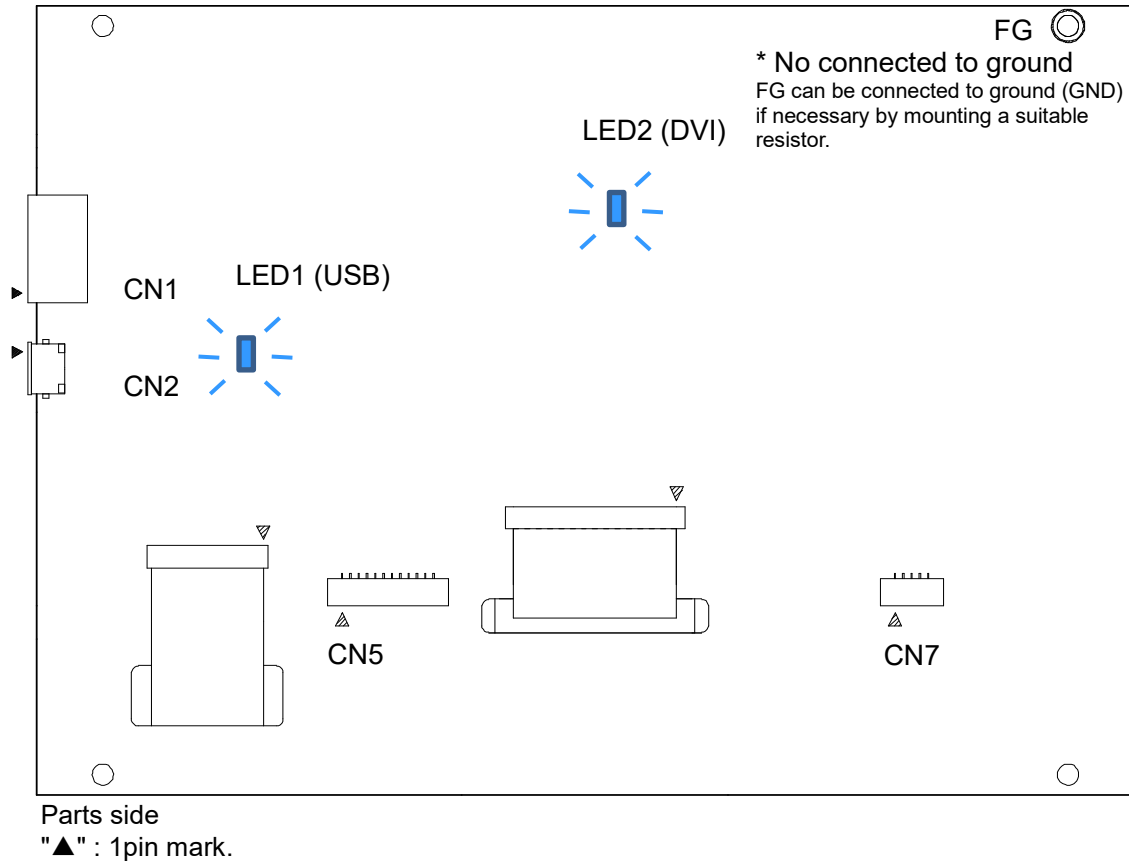 FG
* No connected to ground
FG can be connected to ground (GND)
if necessary by mounting a suitable
resistor.
LED2 (DVI)
LED1 (USB)
CN1
CN2
CN5
CN7
Parts side
"▲" : 1pin mark.